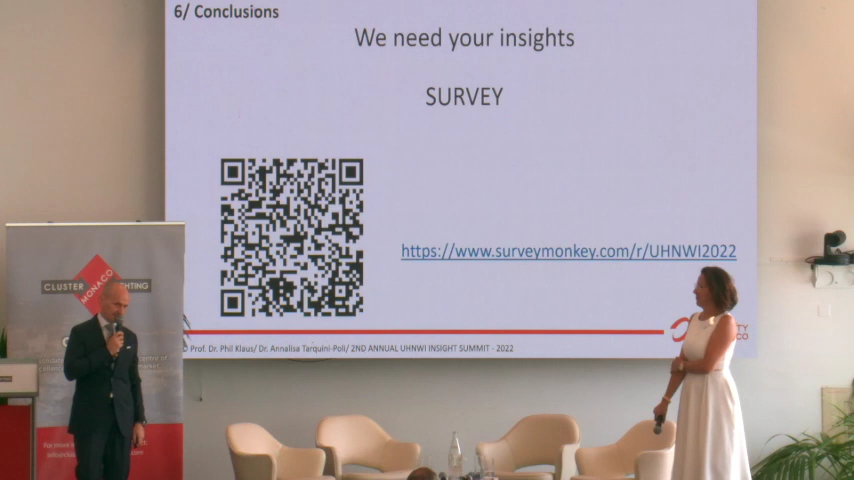 6/ Conclusions
We need your insights
SURVEY
https://www.surveymonkey.com/r/UHNWI2022
Prof. Dr. Phil Klaus/ Dr. Annalisa Tarquini-Poli/ 2ND ANNUAL UHNWI INSIGHT SUMMIT - 2022
CLUSTER
MONACO